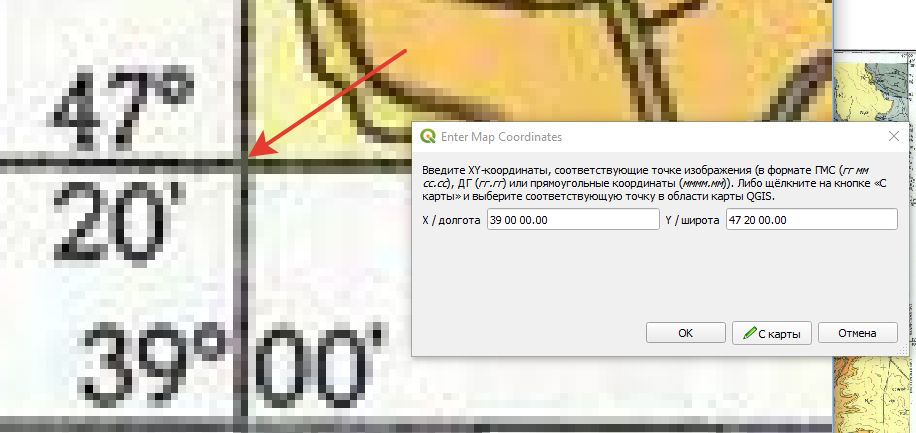 47°
20'
39° 00'
Enter Map Coordinates
Введите XY-координаты, соответствующие точке изображения (в формате ГМС (гг мм
сс.сс), ДГ (гг.гг) или прямоугольные координаты (мммм.мм)). Либо щёлкните на кнопке «С
карты» и выберите соответствующую точку в области карты QGIS.
X / долгота 39 00 00.00 Y / широта 47 20 00.00
OK С карты Отмена